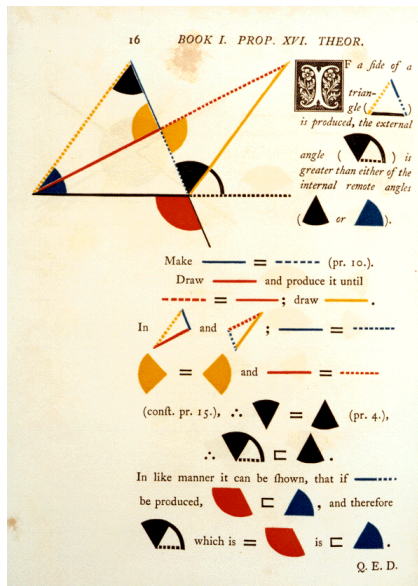 16 BOOK I. PROP. XVI. THEOR.
IF a ſide of a
trian-
gle ( )
is produced, the external
angle ( ) is
greater than either of the
internal remote angles
( or ).
Make = (pr. 10.).
Draw and produce it until
= ; draw .
In and ; =
= and =
(conſt. pr. 15.), ∴ = (pr. 4.),
∴ ⊏ .
In like manner it can be ſhown, that if
be produced, ⊏ , and therefore
which is = is ⊏ .
Q. E. D.